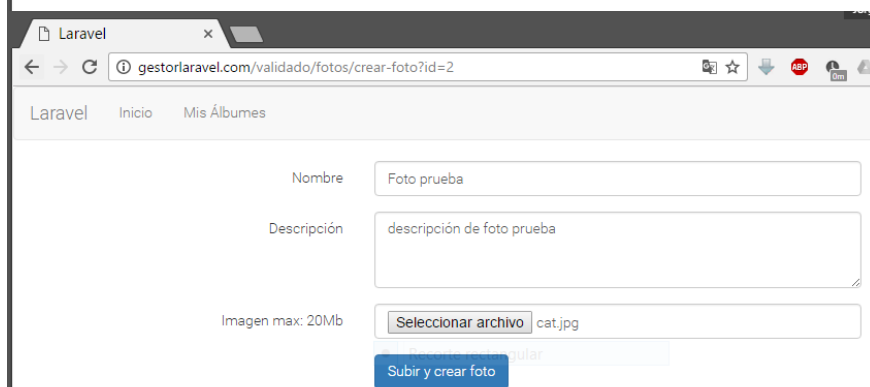 Laravel
gestorlaravel.com/validado/fotos/crear-foto?id=2
ABP
0m
Laravel Inicio Mis Álbumes
Nombre Foto prueba
Descripción descripción de foto prueba
Imagen max: 20Mb Seleccionar archivo cat.jpg
Recorte rectangular
Subir y crear foto